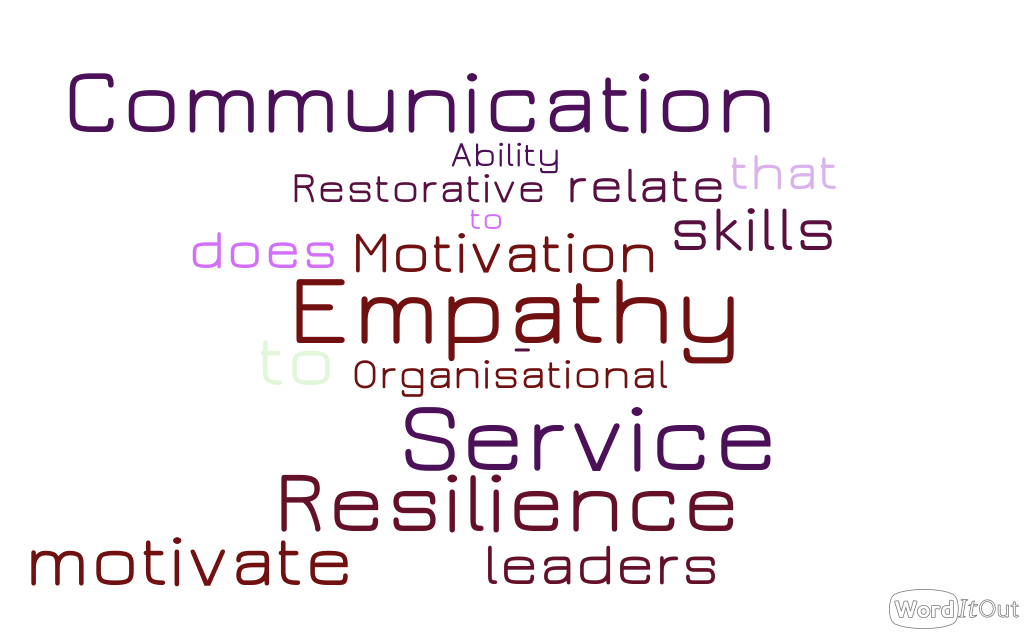 Communication
Ability
Restorative relate that
to
skills
does Motivation
Empathy
to
-
Organisational
Service
Resilience
motivate leaders
WordItOut